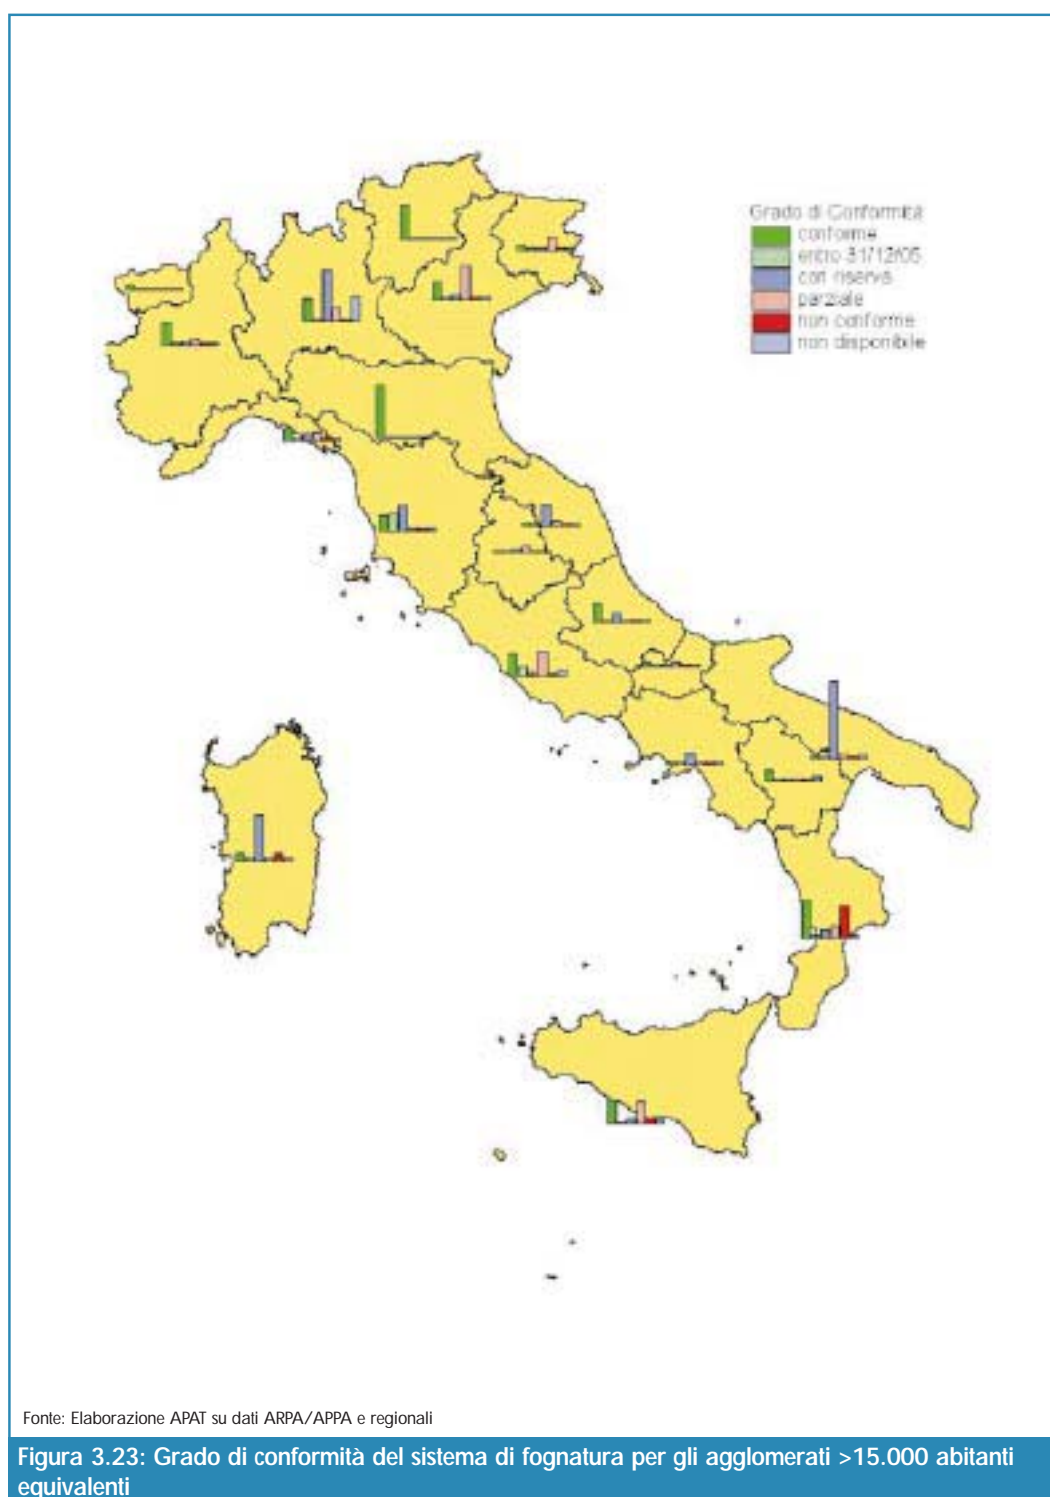 Grado di Conformità
conforme
entro 31/12/05
con riserva
parziale
non conforme
non disponibile
Fonte: Elaborazione APAT su dati ARPA/APPA e regionali
Figura 3.23: Grado di conformità del sistema di fognatura per gli agglomerati >15.000 abitanti
equivalenti